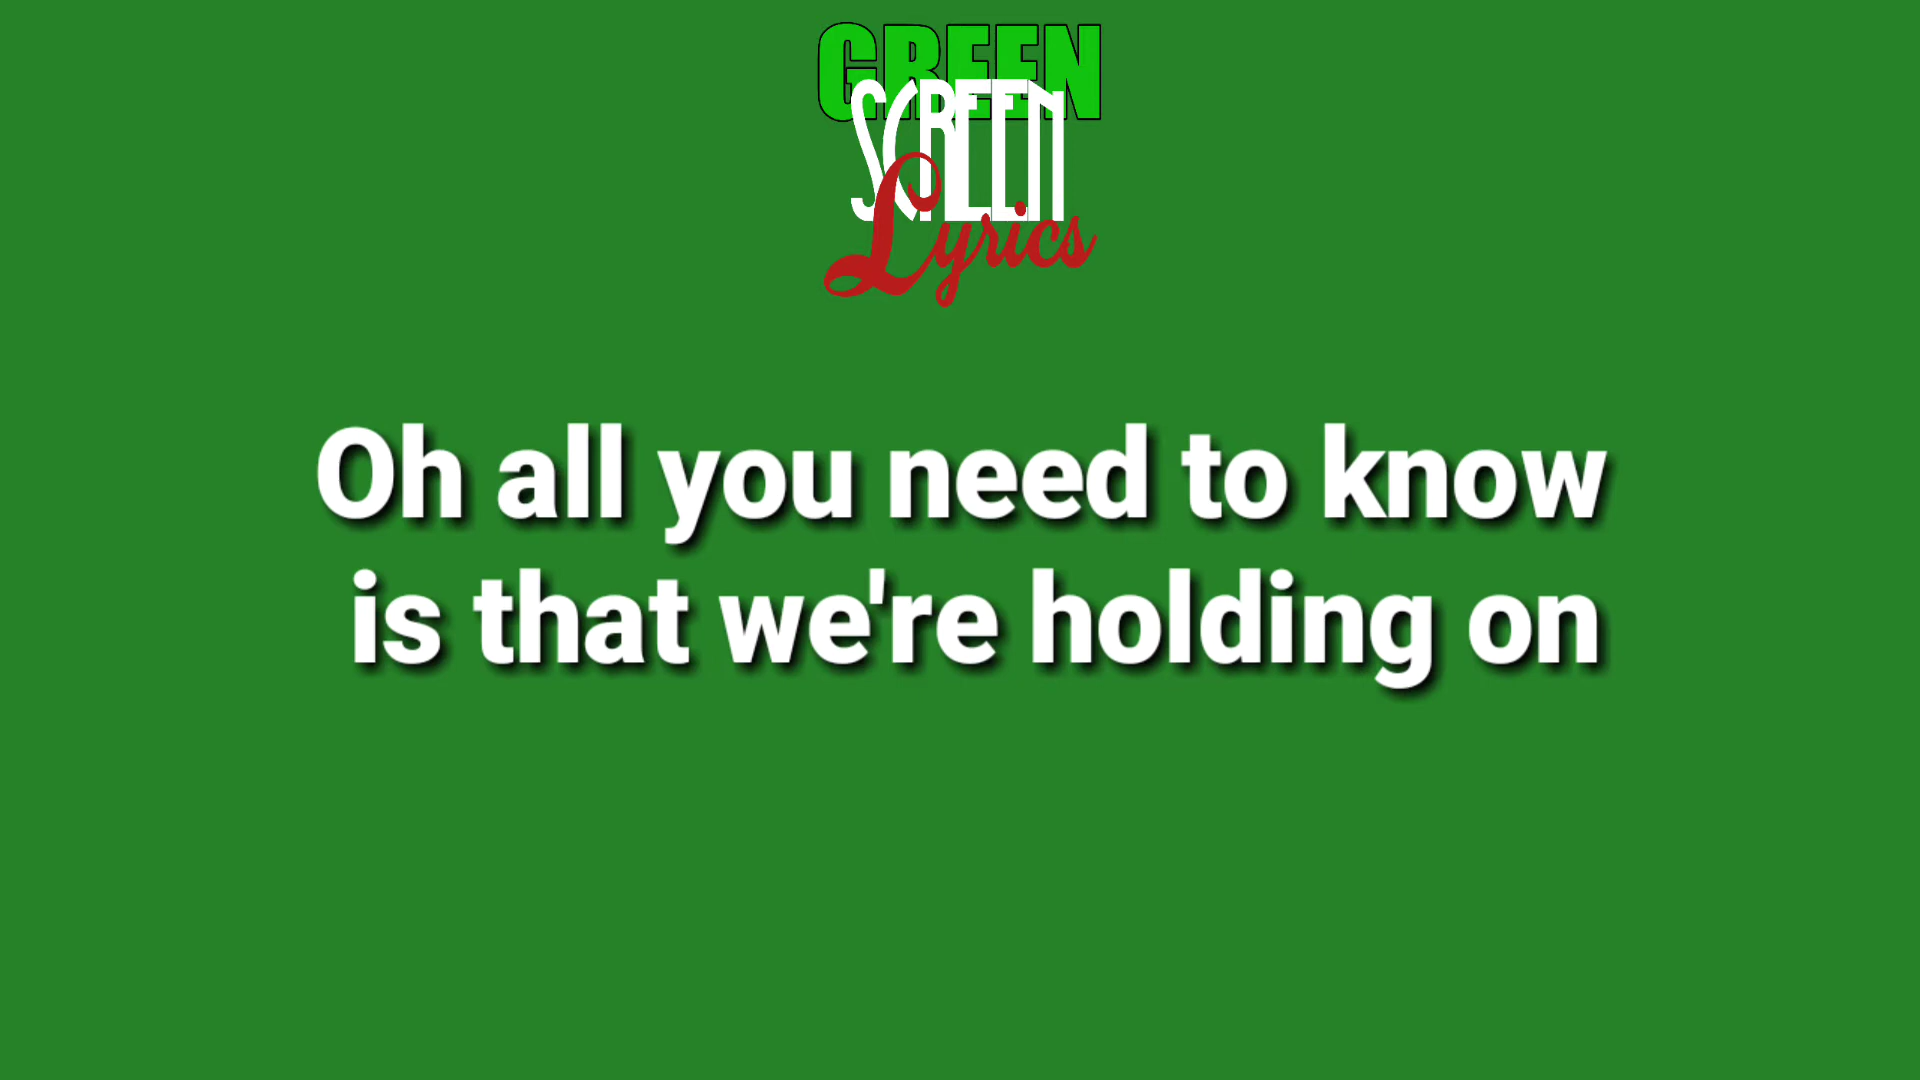 GREEN
SCREEN
Lyrics
Oh all you need to know
is that we're holding on